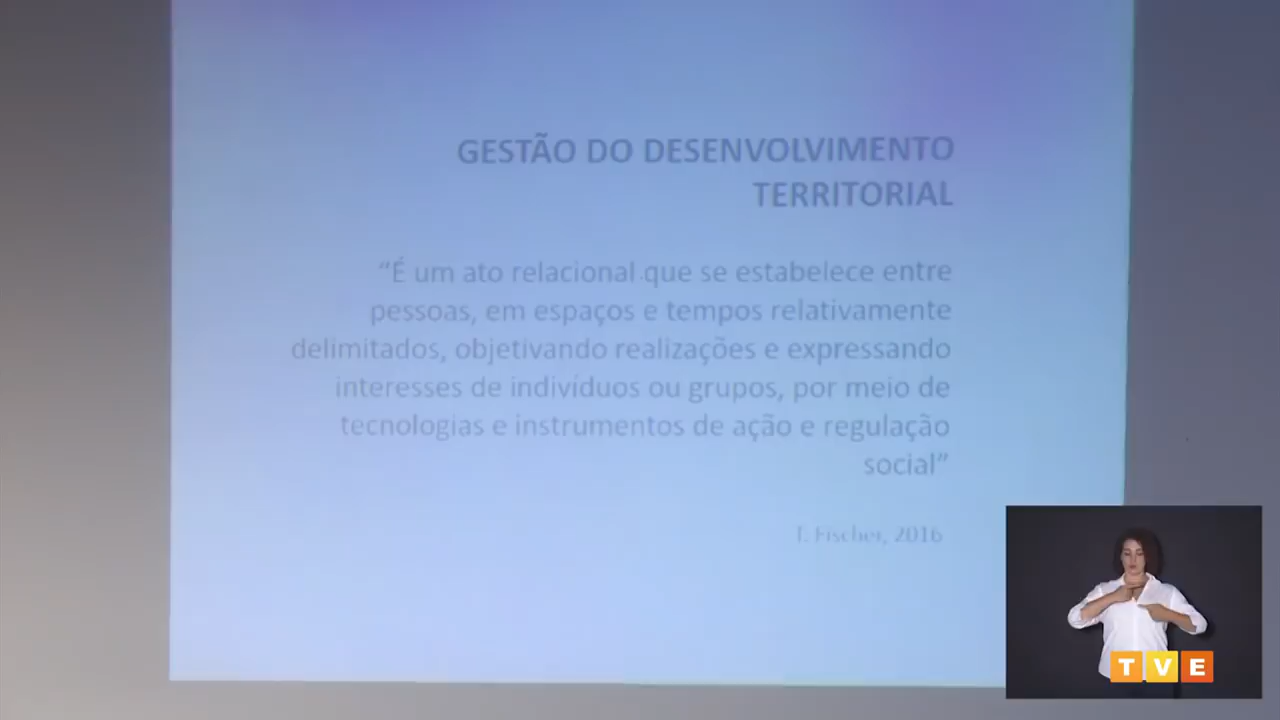 GESTÃO DO DESENVOLVIMENTO
TERRITORIAL
“É um ato relacional que se estabelece entre
pessoas, em espaços e tempos relativamente
delimitados, objetivando realizações e expressando
interesses de indivíduos ou grupos, por meio de
tecnologias e instrumentos de ação e regulação
social”
T. Fischer, 2016
TVE